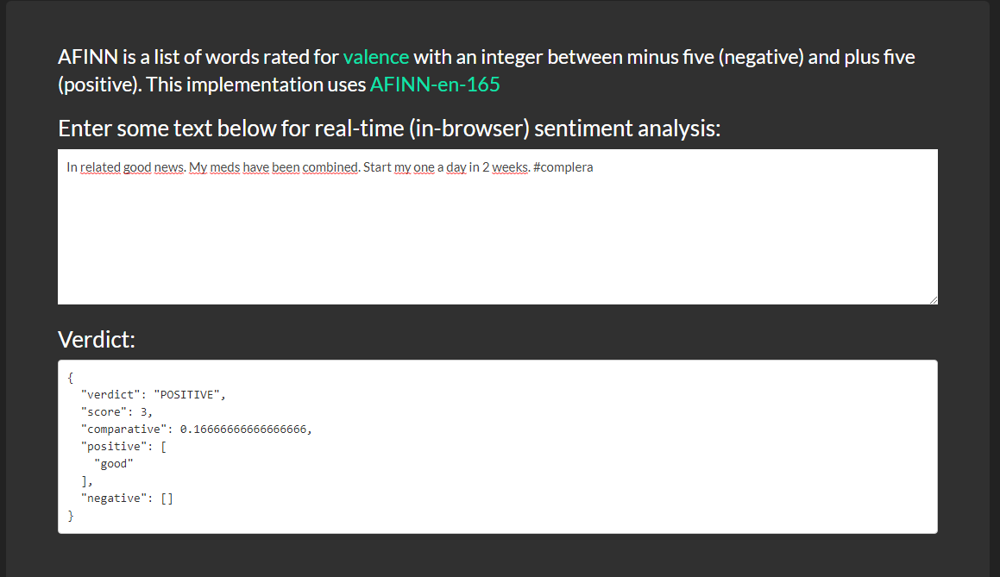 AFINN is a list of words rated for valence with an integer between minus five (negative) and plus five
(positive). This implementation uses AFINN-en-165
Enter some text below for real-time (in-browser) sentiment analysis:
In related good news. My meds have been combined. Start my one a day in 2 weeks. #complera
Verdict:
{
  "verdict": "POSITIVE",
  "score": 3,
  "comparative": 0.16666666666666666,
  "positive": [
    "good"
  ],
  "negative": []
}